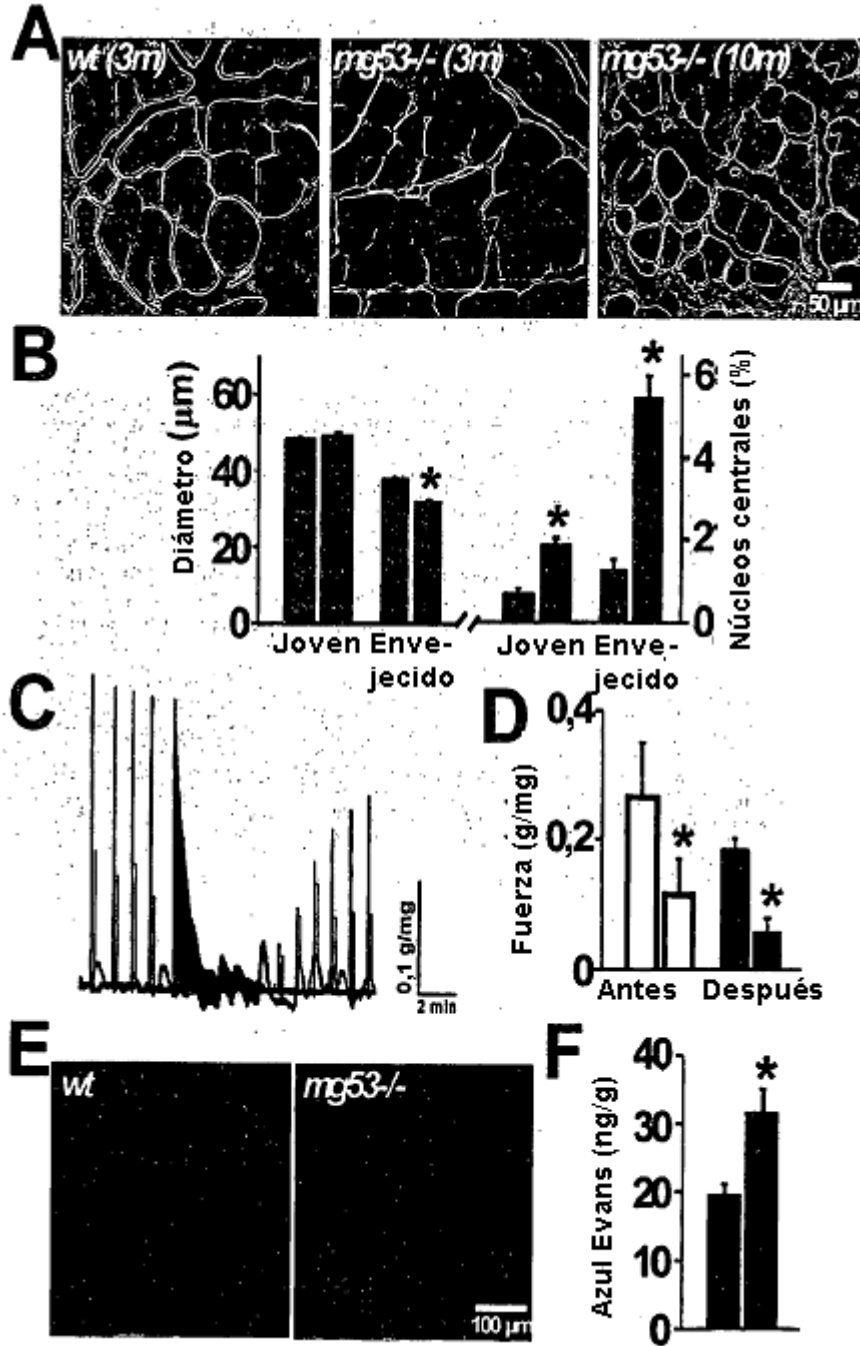 A
wt (3m)
mg53-/- (3m)
mg53-/- (10m)
50 µm
B
Diámetro (µm)
60
40
20
0
Joven Enve-
jecido
Joven Enve-
jecido
*
*
*
6
4
2
0
Núcleos centrales (%)
C
0,1 g/mg
2 min
D
Fuerza (g/mg)
0,4
0,2
0
*
*
Antes Después
E
wt
mg53-/-
100 µm
F
Azul Evans (ng/g)
40
30
20
10
0
*